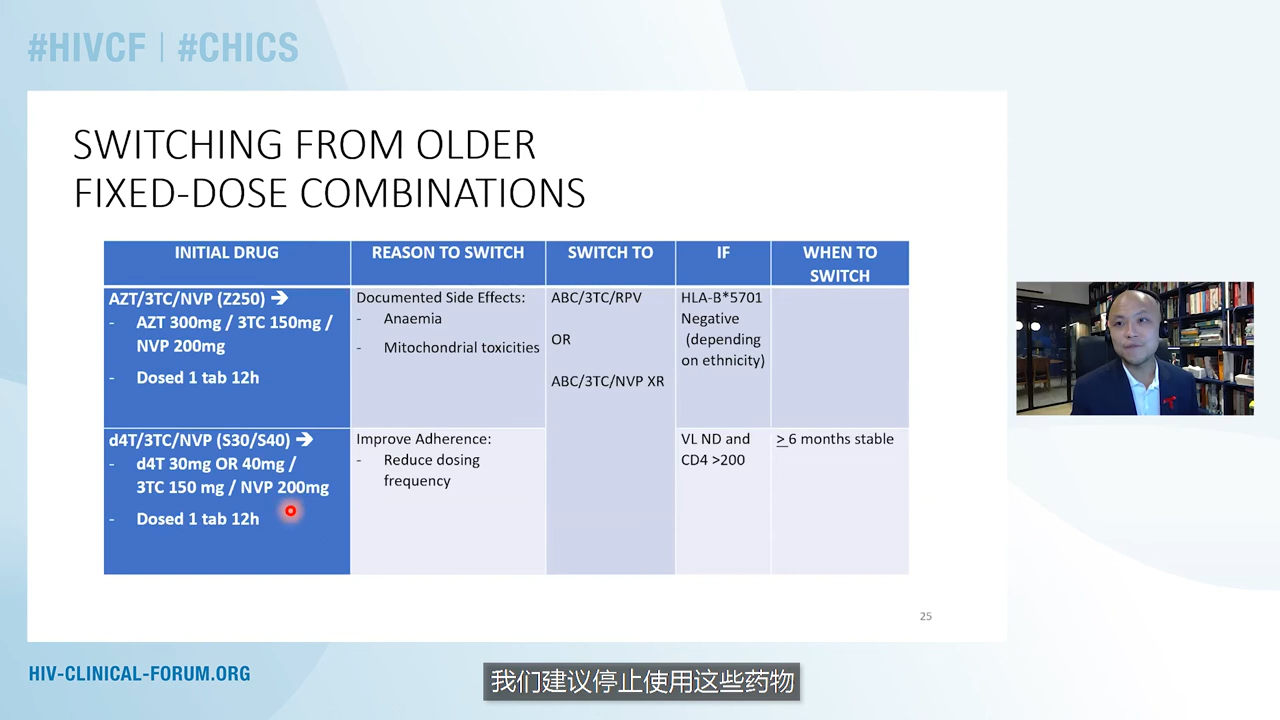 #HIVCF | #CHICS
SWITCHING FROM OLDER
FIXED-DOSE COMBINATIONS
INITIAL DRUG
REASON TO SWITCH
SWITCH TO
IF
WHEN TO
SWITCH
AZT/3TC/NVP (Z250) ➔
- AZT 300mg / 3TC 150mg /
NVP 200mg
- Dosed 1 tab 12h
Documented Side Effects:
- Anaemia
- Mitochondrial toxicities
ABC/3TC/RPV
OR
ABC/3TC/NVP XR
HLA-B*5701
Negative
(depending
on ethnicity)
d4T/3TC/NVP (S30/S40) ➔
- d4T 30mg OR 40mg /
3TC 150 mg / NVP 200mg
- Dosed 1 tab 12h
Improve Adherence:
- Reduce dosing
frequency
VL ND and
CD4 >200
≥ 6 months stable
25
HIV-CLINICAL-FORUM.ORG
我们建议停止使用这些药物